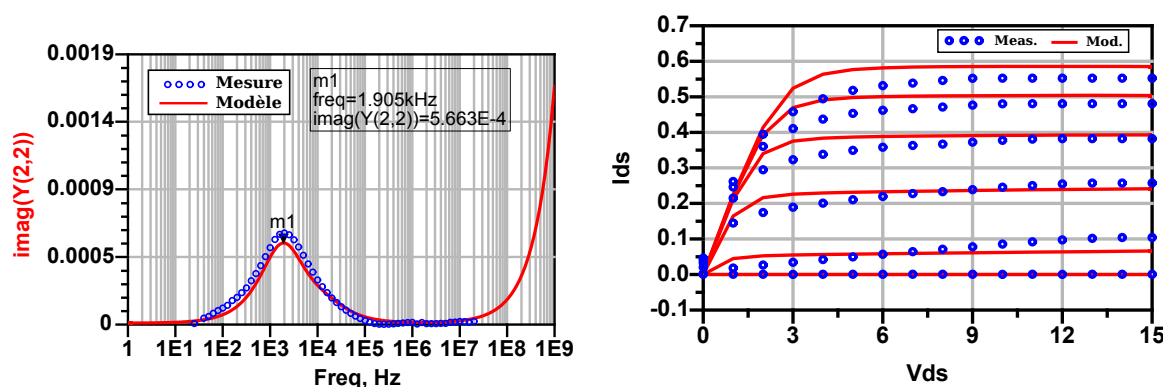 0.0019
0.0014
0.0009
0.0005
0
imag(Y(2,2))
Mesure
Modèle
m1
freq=1.905kHz
imag(Y(2,2))=5.663E-4
m1
1 1E1 1E2 1E3 1E4 1E5 1E6 1E7 1E8 1E9
Freq, Hz
0.7
0.6
0.5
0.4
0.3
0.2
0.1
0.0
-0.1
Ids
Meas. Mod.
0 3 6 9 12 15
Vds